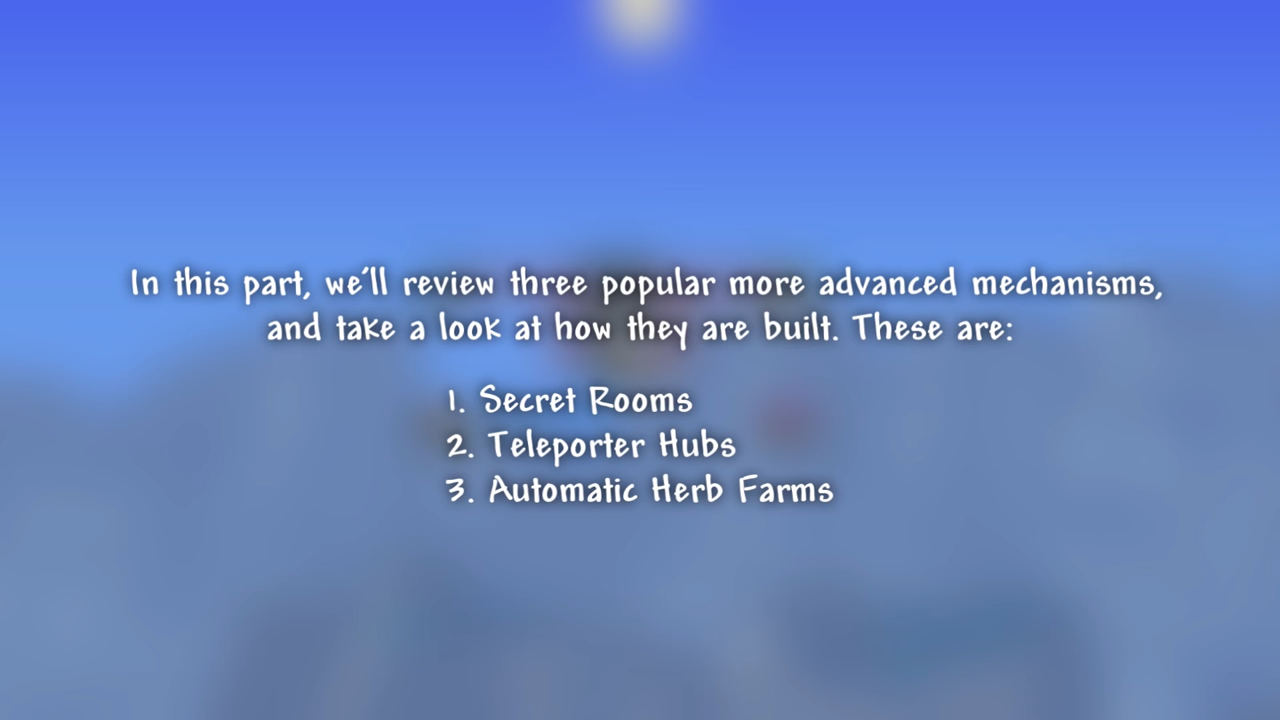 In this part, we'll review three popular more advanced mechanisms,
and take a look at how they are built. These are:
1. Secret Rooms
2. Teleporter Hubs
3. Automatic Herb Farms